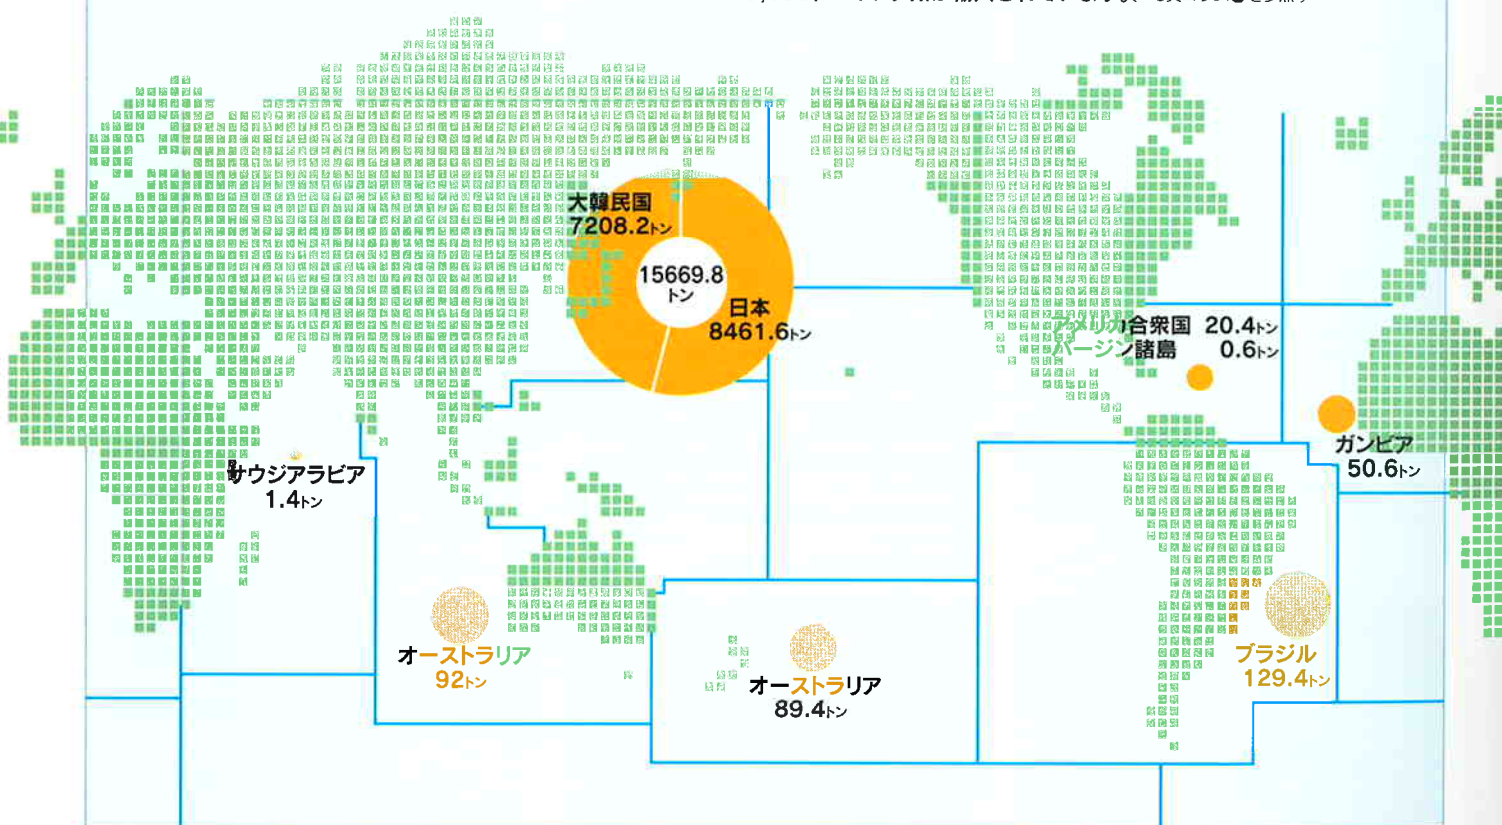 大韓民国
7208.2トン
15669.8
トン
日本
8461.6トン
アメリカ合衆国 20.4トン
バージン諸島 0.6トン
ガンビア
50.6トン
サウジアラビア
1.4トン
オーストラリア
92トン
オーストラリア
89.4トン
ブラジル
129.4トン